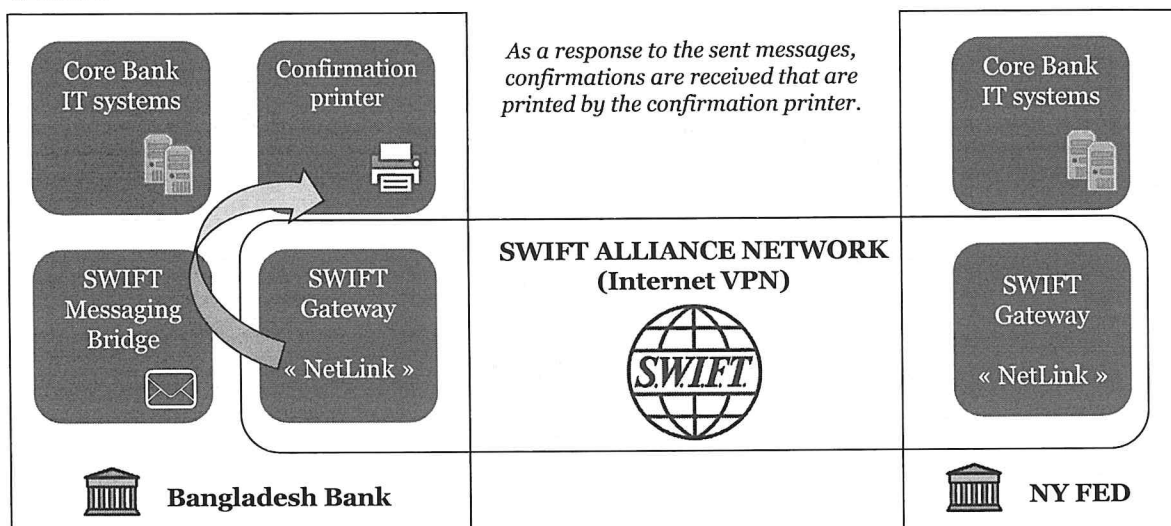 Core Bank
IT systems
Confirmation
printer
As a response to the sent messages,
confirmations are received that are
printed by the confirmation printer.
Core Bank
IT systems
SWIFT
Messaging
Bridge
SWIFT
Gateway
« NetLink »
SWIFT ALLIANCE NETWORK
(Internet VPN)
S.W.I.F.T.
SWIFT
Gateway
« NetLink »
Bangladesh Bank
NY FED